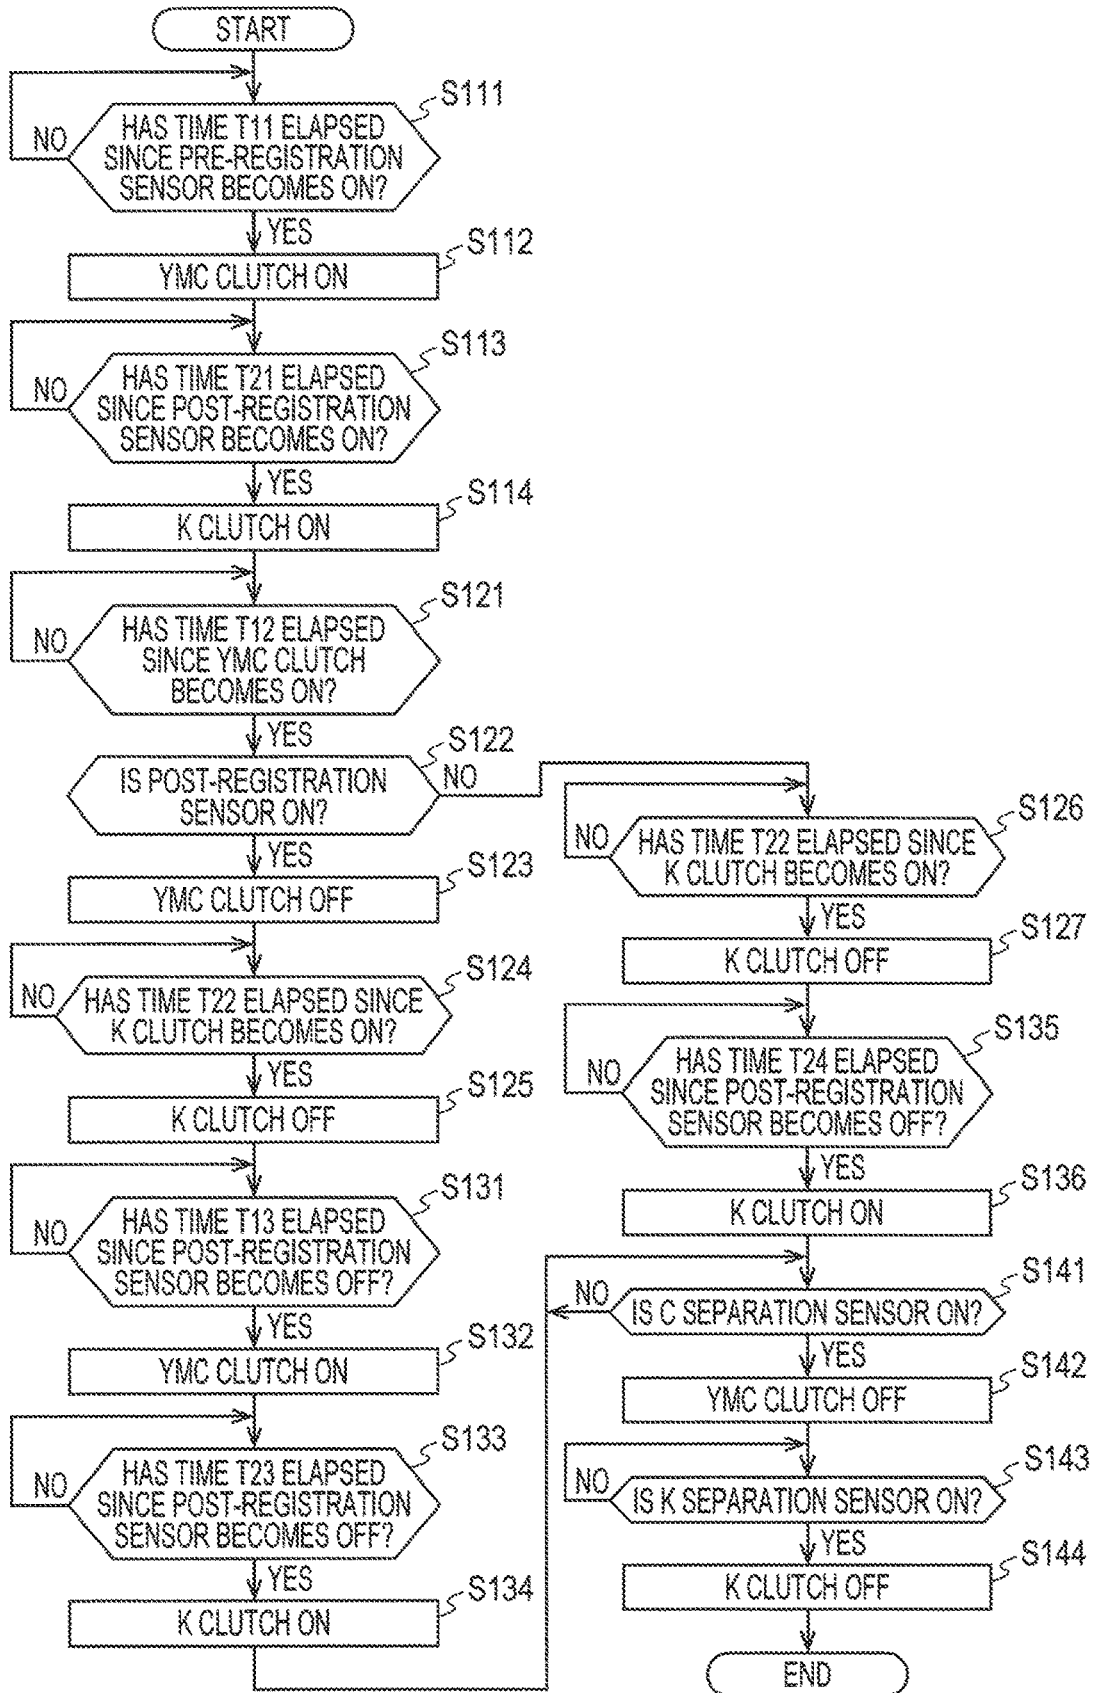 START
S111
HAS TIME T11 ELAPSED
SINCE PRE-REGISTRATION
SENSOR BECOMES ON?
NO
YES
S112
YMC CLUTCH ON
S113
HAS TIME T21 ELAPSED
SINCE POST-REGISTRATION
SENSOR BECOMES ON?
NO
YES
S114
K CLUTCH ON
S121
HAS TIME T12 ELAPSED
SINCE YMC CLUTCH
BECOMES ON?
NO
YES
S122
IS POST-REGISTRATION
SENSOR ON?
NO
YES
S123
YMC CLUTCH OFF
S124
HAS TIME T22 ELAPSED SINCE
K CLUTCH BECOMES ON?
NO
YES
S125
K CLUTCH OFF
S131
HAS TIME T13 ELAPSED
SINCE POST-REGISTRATION
SENSOR BECOMES OFF?
NO
YES
S132
YMC CLUTCH ON
S133
HAS TIME T23 ELAPSED
SINCE POST-REGISTRATION
SENSOR BECOMES OFF?
NO
YES
S134
K CLUTCH ON
S126
HAS TIME T22 ELAPSED SINCE
K CLUTCH BECOMES ON?
NO
YES
S127
K CLUTCH OFF
S135
HAS TIME T24 ELAPSED
SINCE POST-REGISTRATION
SENSOR BECOMES OFF?
NO
YES
S136
K CLUTCH ON
S141
IS C SEPARATION SENSOR ON?
NO
YES
S142
YMC CLUTCH OFF
S143
IS K SEPARATION SENSOR ON?
NO
YES
S144
K CLUTCH OFF
END